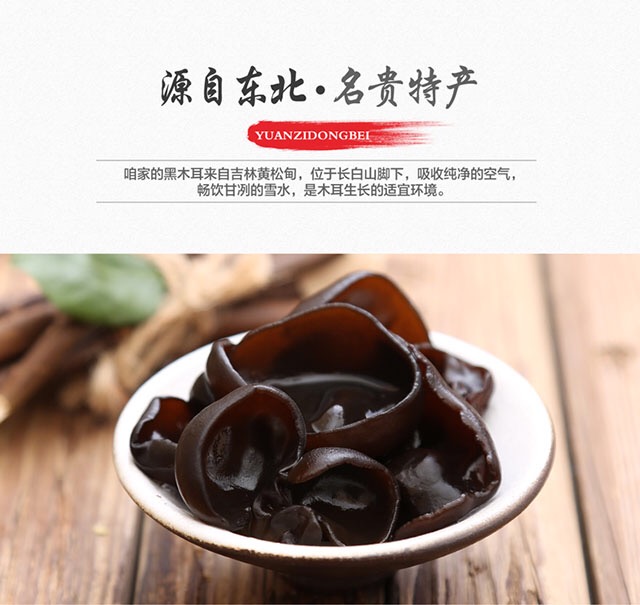 源自东北·名贵特产
YUANZIDONGBEI
咱家的黑木耳来自吉林黄松甸，位于长白山脚下，吸收纯净的空气，
畅饮甘冽的雪水，是木耳生长的适宜环境。